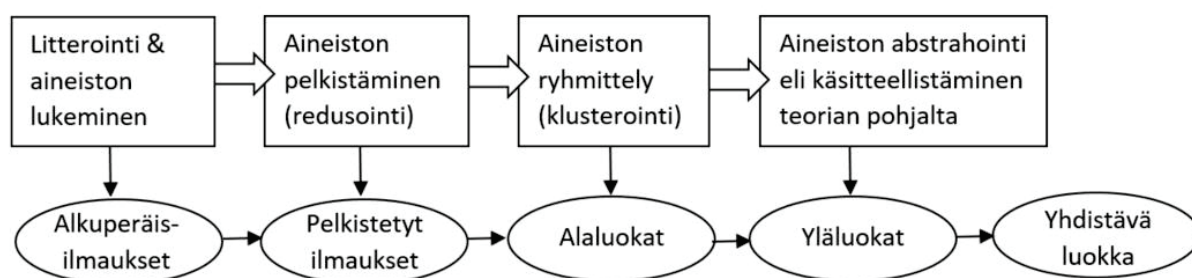 Litterointi &
aineiston
lukeminen
Aineiston
pelkistäminen
(redusointi)
Aineiston
ryhmittely
(klusterointi)
Aineiston abstrahointi
eli käsitteellistäminen
teorian pohjalta
Alkuperäis-
ilmaukset
Pelkistetyt
ilmaukset
Alaluokat
Yläluokat
Yhdistävä
luokka